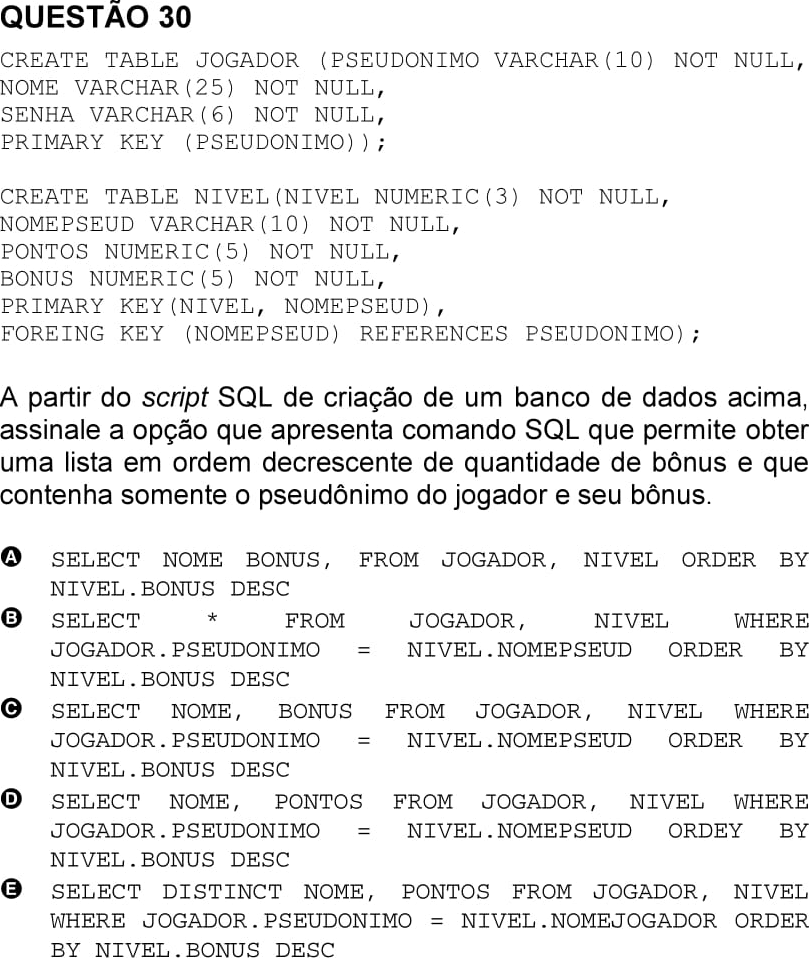 QUESTÃO 30
CREATE TABLE JOGADOR (PSEUDONIMO VARCHAR(10) NOT NULL,
NOME VARCHAR(25) NOT NULL,
SENHA VARCHAR(6) NOT NULL,
PRIMARY KEY (PSEUDONIMO));
CREATE TABLE NIVEL(NIVEL NUMERIC(3) NOT NULL,
NOMEPSEUD VARCHAR(10) NOT NULL,
PONTOS NUMERIC(5) NOT NULL,
BONUS NUMERIC(5) NOT NULL,
PRIMARY KEY(NIVEL, NOMEPSEUD),
FOREING KEY (NOMEPSEUD) REFERENCES PSEUDONIMO);
A partir do script SQL de criação de um banco de dados acima,
assinale a opção que apresenta comando SQL que permite obter
uma lista em ordem decrescente de quantidade de bônus e que
contenha somente o pseudônimo do jogador e seu bônus.
A SELECT NOME BONUS, FROM JOGADOR, NIVEL ORDER BY
NIVEL.BONUS DESC
B SELECT * FROM JOGADOR, NIVEL WHERE
JOGADOR.PSEUDONIMO = NIVEL.NOMEPSEUD ORDER BY
NIVEL.BONUS DESC
C SELECT NOME, BONUS FROM JOGADOR, NIVEL WHERE
JOGADOR.PSEUDONIMO = NIVEL.NOMEPSEUD ORDER BY
NIVEL.BONUS DESC
D SELECT NOME, PONTOS FROM JOGADOR, NIVEL WHERE
JOGADOR.PSEUDONIMO = NIVEL.NOMEPSEUD ORDEY BY
NIVEL.BONUS DESC
E SELECT DISTINCT NOME, PONTOS FROM JOGADOR, NIVEL
WHERE JOGADOR.PSEUDONIMO = NIVEL.NOMEJOGADOR ORDER
BY NIVEL.BONUS DESC